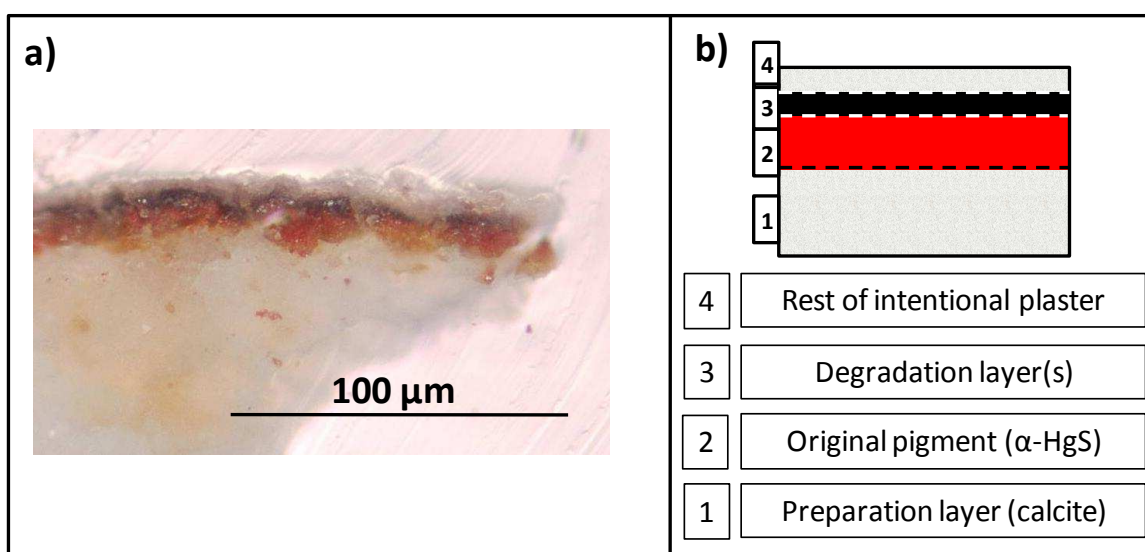 a)
100 µm
b)
4
3
2
1
4 Rest of intentional plaster
3 Degradation layer(s)
2 Original pigment (α-HgS)
1 Preparation layer (calcite)